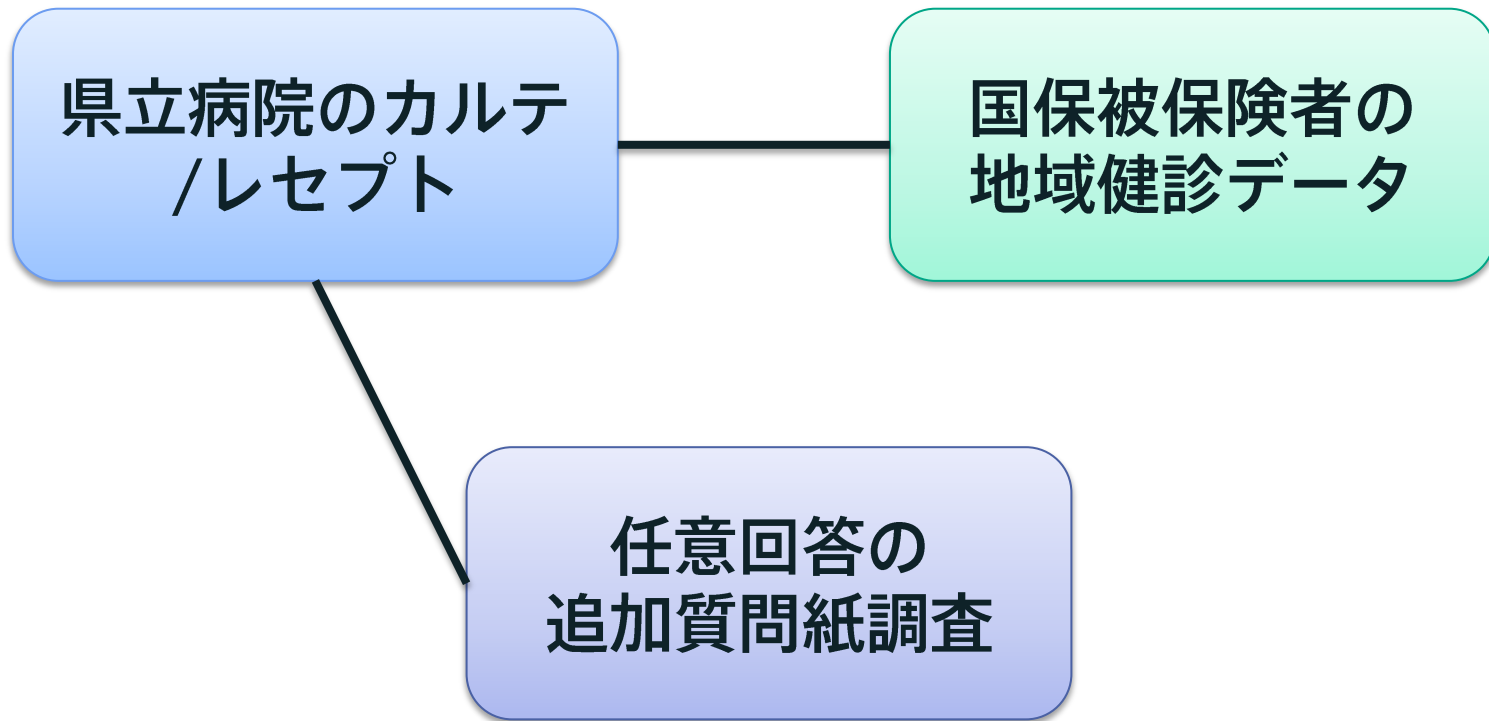 県立病院のカルテ
/レセプト
国保被保険者の
地域健診データ
任意回答の
追加質問紙調査